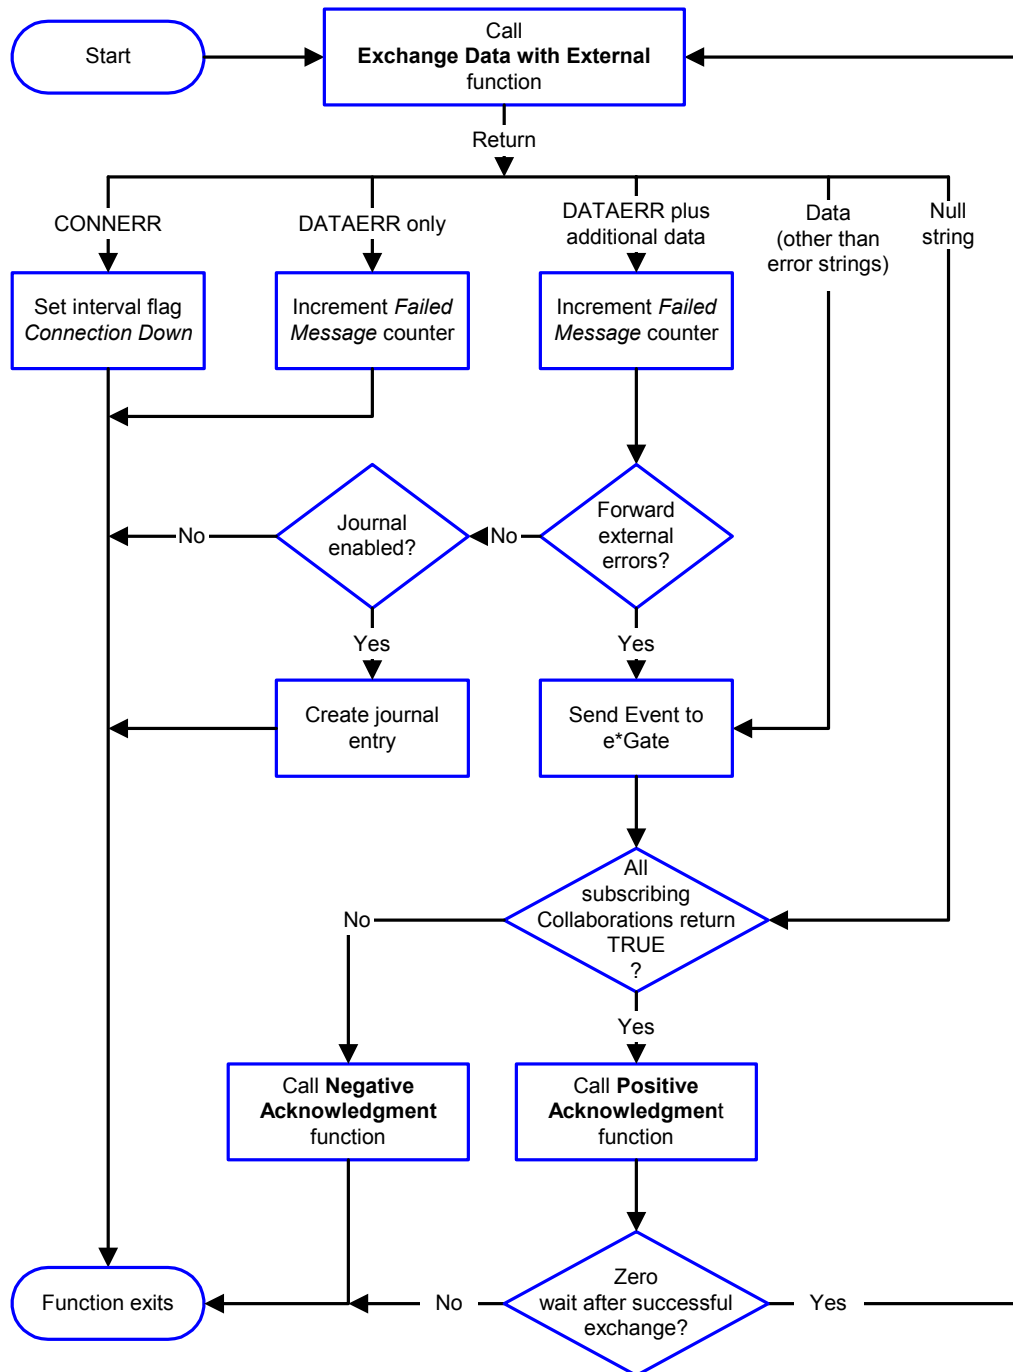 Start
Call
Exchange Data with External
function
Return
CONNERR
DATAERR only
DATAERR plus
additional data
Data
(other than
error strings)
Null
string
Set interval flag
Connection Down
Increment Failed
Message counter
Increment Failed
Message counter
Forward
external
errors?
No
Journal
enabled?
No
Yes
Yes
Create journal
entry
Send Event to
e*Gate
All
subscribing
Collaborations return
TRUE
?
No
Yes
Call Negative
Acknowledgment
function
Call Positive
Acknowledgment
function
Zero
wait after successful
exchange?
No
Yes
Function exits